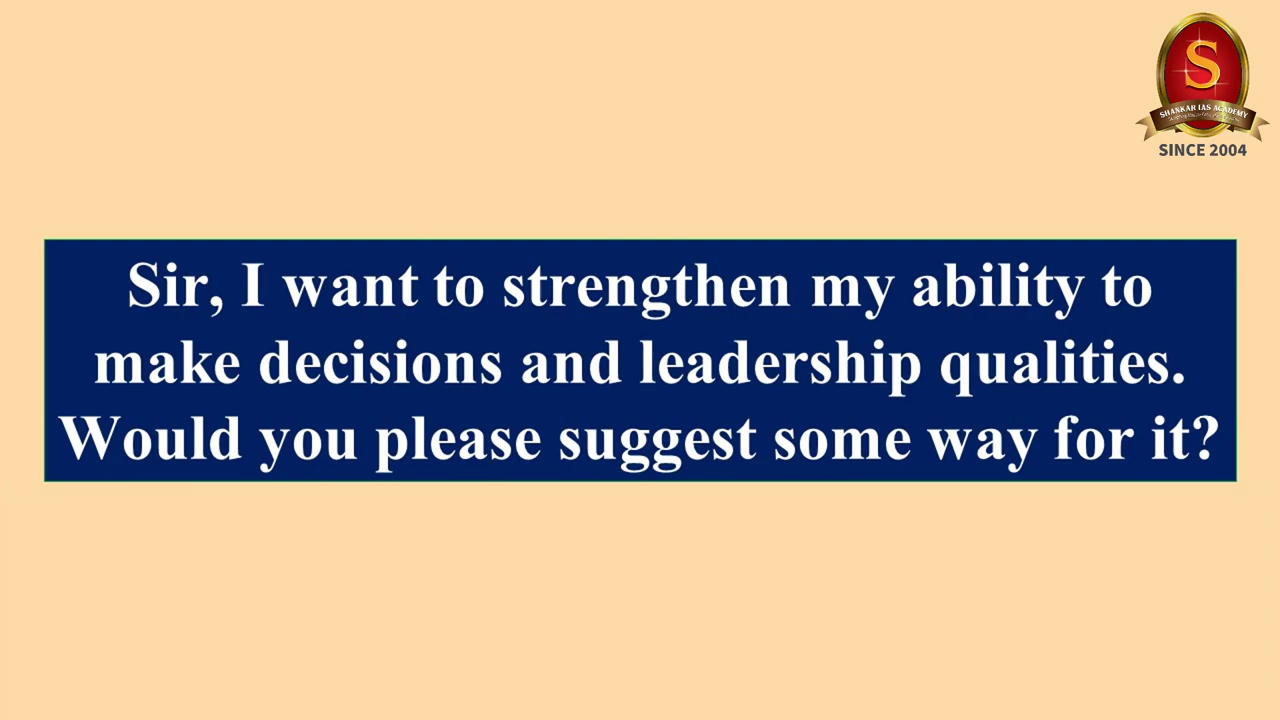 S
SHANKAR IAS ACADEMY
SINCE 2004
Sir, I want to strengthen my ability to
make decisions and leadership qualities.
Would you please suggest some way for it?